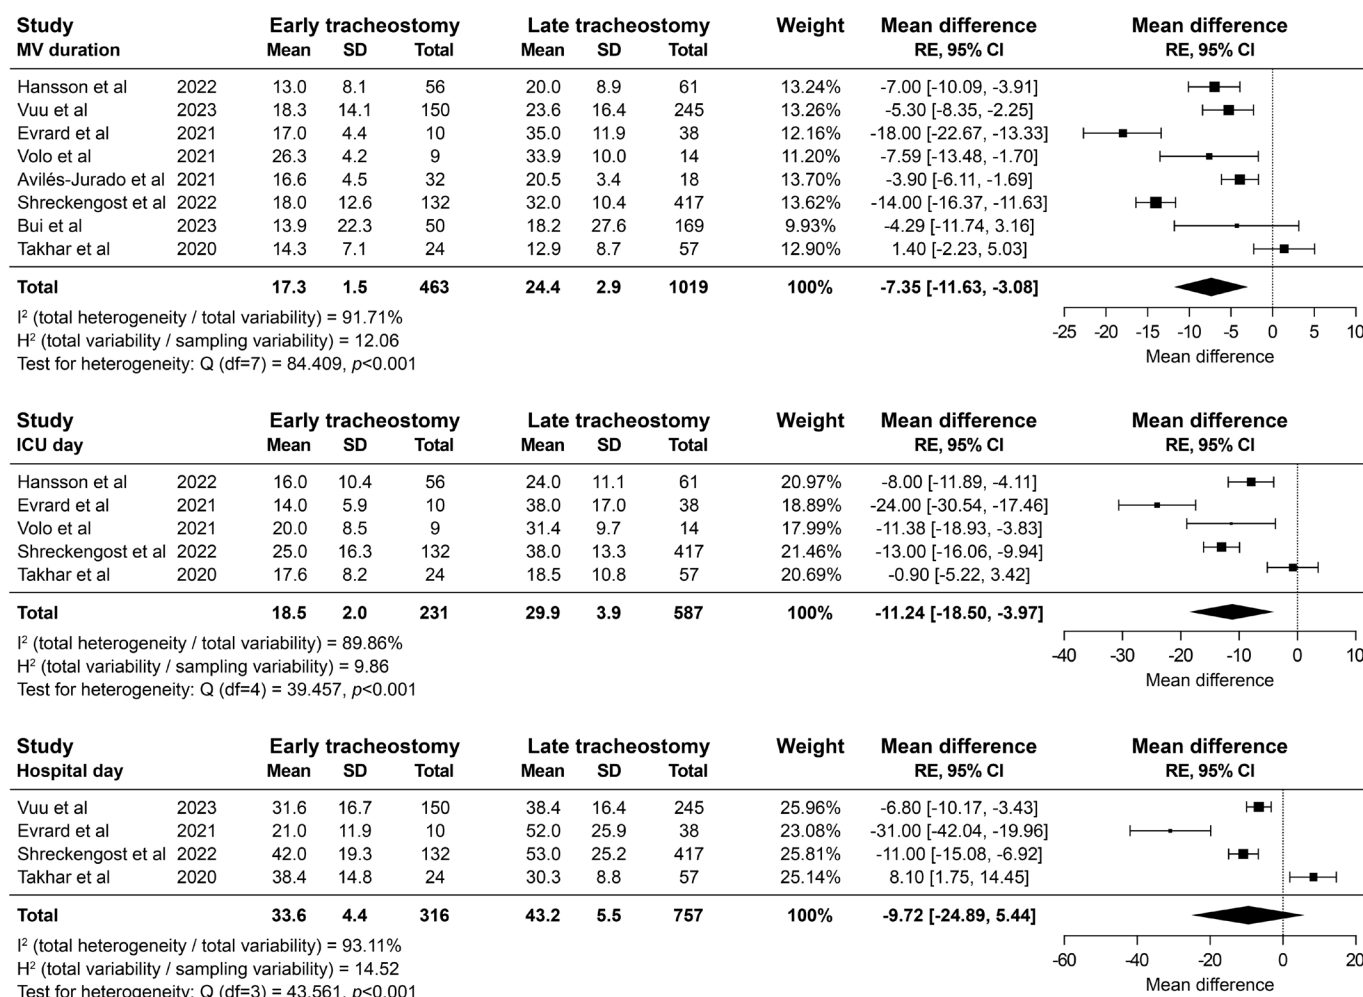 Study Early tracheostomy Late tracheostomy Weight Mean difference Mean difference
MV duration Mean SD Total Mean SD Total RE, 95% CI RE, 95% CI
Hansson et al 2022 13.0 8.1 56 20.0 8.9 61 13.24% -7.00 [-10.09, -3.91]
Vuu et al 2023 18.3 14.1 150 23.6 16.4 245 13.26% -5.30 [-8.35, -2.25]
Evrard et al 2021 17.0 4.4 10 35.0 11.9 38 12.16% -18.00 [-22.67, -13.33]
Volo et al 2021 26.3 4.2 9 33.9 10.0 14 11.20% -7.59 [-13.48, -1.70]
Avilés-Jurado et al 2021 16.6 4.5 32 20.5 3.4 18 13.70% -3.90 [-6.11, -1.69]
Shreckengost et al 2022 18.0 12.6 132 32.0 10.4 417 13.62% -14.00 [-16.37, -11.63]
Bui et al 2023 13.9 22.3 50 18.2 27.6 169 9.93% -4.29 [-11.74, 3.16]
Takhar et al 2020 14.3 7.1 24 12.9 8.7 57 12.90% 1.40 [-2.23, 5.03]
Total 17.3 1.5 463 24.4 2.9 1019 100% -7.35 [-11.63, -3.08]
I² (total heterogeneity / total variability) = 91.71%
-25 -20 -15 -10 -5 0 5 10
H² (total variability / sampling variability) = 12.06
Mean difference
Test for heterogeneity: Q (df=7) = 84.409, p<0.001
Study Early tracheostomy Late tracheostomy Weight Mean difference Mean difference
ICU day Mean SD Total Mean SD Total RE, 95% CI RE, 95% CI
Hansson et al 2022 16.0 10.4 56 24.0 11.1 61 20.97% -8.00 [-11.89, -4.11]
Evrard et al 2021 14.0 5.9 10 38.0 17.0 38 18.89% -24.00 [-30.54, -17.46]
Volo et al 2021 20.0 8.5 9 31.4 9.7 14 17.99% -11.38 [-18.93, -3.83]
Shreckengost et al 2022 25.0 16.3 132 38.0 13.3 417 21.46% -13.00 [-16.06, -9.94]
Takhar et al 2020 17.6 8.2 24 18.5 10.8 57 20.69% -0.90 [-5.22, 3.42]
Total 18.5 2.0 231 29.9 3.9 587 100% -11.24 [-18.50, -3.97]
I² (total heterogeneity / total variability) = 89.86%
-40 -30 -20 -10 0 10
H² (total variability / sampling variability) = 9.86
Mean difference
Test for heterogeneity: Q (df=4) = 39.457, p<0.001
Study Early tracheostomy Late tracheostomy Weight Mean difference Mean difference
Hospital day Mean SD Total Mean SD Total RE, 95% CI RE, 95% CI
Vuu et al 2023 31.6 16.7 150 38.4 16.4 245 25.96% -6.80 [-10.17, -3.43]
Evrard et al 2021 21.0 11.9 10 52.0 25.9 38 23.08% -31.00 [-42.04, -19.96]
Shreckengost et al 2022 42.0 19.3 132 53.0 25.2 417 25.81% -11.00 [-15.08, -6.92]
Takhar et al 2020 38.4 14.8 24 30.3 8.8 57 25.14% 8.10 [1.75, 14.45]
Total 33.6 4.4 316 43.2 5.5 757 100% -9.72 [-24.89, 5.44]
I² (total heterogeneity / total variability) = 93.11%
-60 -40 -20 0 20
H² (total variability / sampling variability) = 14.52
Mean difference
Test for heterogeneity: Q (df=3) = 43.561, p<0.001